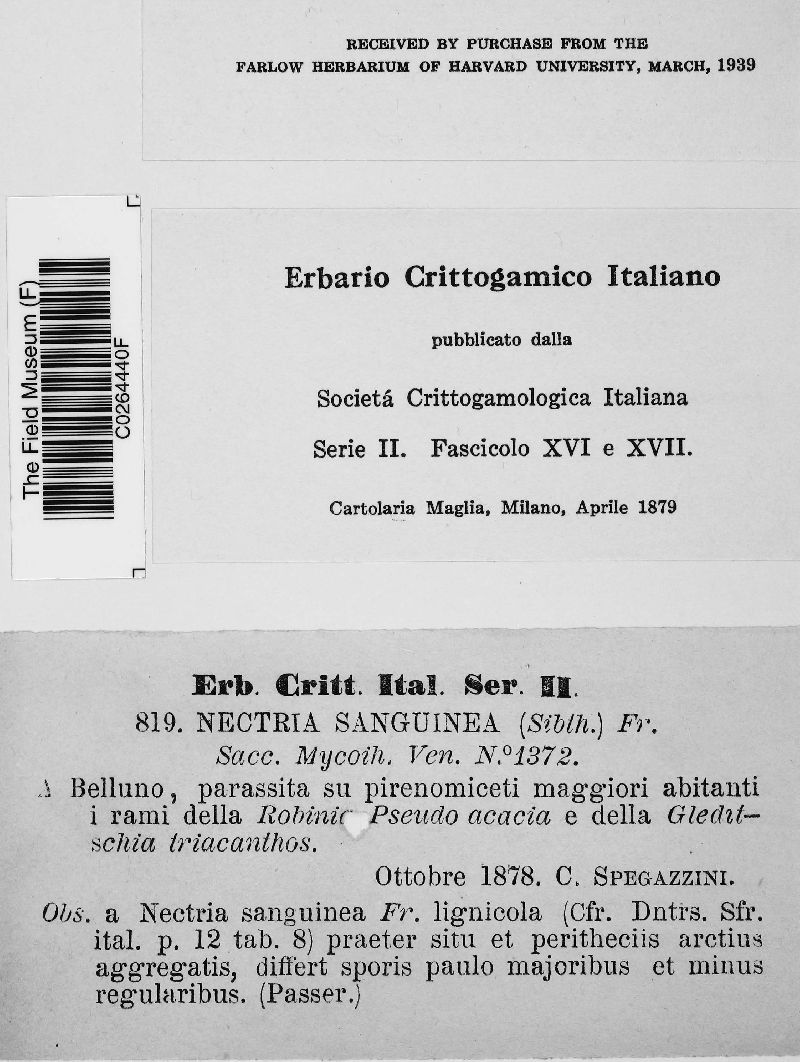 RECEIVED BY PURCHASE FROM THE
FARLOW HERBARIUM OF HARVARD UNIVERSITY, MARCH, 1939
The Field Museum (F)
C0264440F
Erbario Crittogamico Italiano
pubblicato dalla
Societá Crittogamologica Italiana
Serie II. Fascicolo XVI e XVII.
Cartolaria Maglia, Milano, Aprile 1879
Erb. Critt. Ital. Ser. II.
819. NECTRIA SANGUINEA (Sibth.) Fr.
Sacc. Mycoth. Ven. N.º1372.
A Belluno, parassita su pirenomiceti maggiori abitanti
i rami della Robinia Pseudo acacia e della Gledit-
schia triacanthos.
Ottobre 1878. C. SPEGAZZINI.
Obs. a Nectria sanguinea Fr. lignicola (Cfr. Dntrs. Sfr.
ital. p. 12 tab. 8) praeter situ et peritheciis arctius
aggregatis, differt sporis paulo majoribus et minus
regularibus. (Passer.)